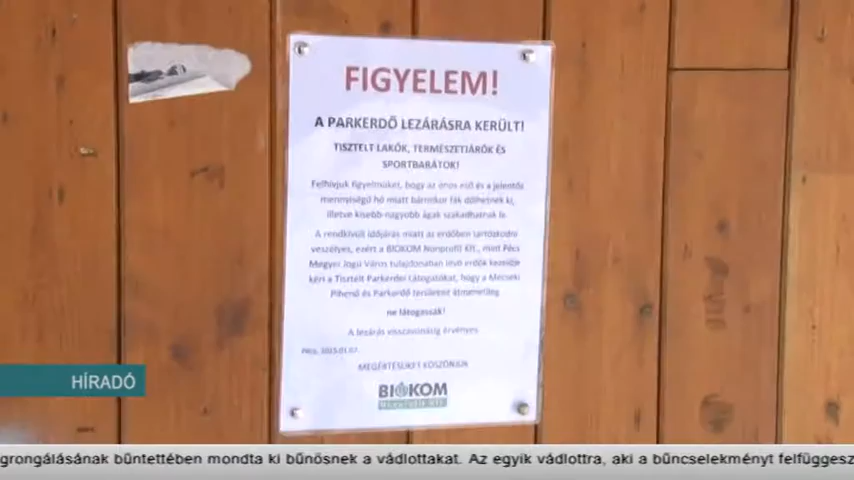 FIGYELEM!
A PARKERDŐ LEZÁRÁSRA KERÜLT!
TISZTELT LAKÓK, TERMÉSZETJÁRÓK ÉS
SPORTBARÁTOK!
Felhívjuk figyelmüket, hogy az ónos eső és a jelentős
mennyiségű hó miatt bármikor fák dőlhetnek ki,
illetve kisebb-nagyobb ágak szakadhatnak le.
A rendkívüli időjárás miatt az erdőben tartózkodni
veszélyes, ezért a BIOKOM Nonprofit Kft., mint Pécs
Megyei Jogú Város tulajdonában lévő erdők kezelője
kéri a Tisztelt Parkerdei Látogatókat, hogy a Mecseki
Pihenő és Parkerdő területeit átmenetileg
ne látogassák!
A lezárás visszavonásig érvényes
Pécs,
MEGÉRTÉSÜKET KÖSZÖNJÜK
BIOKOM
Nonprofit Kft.
HÍRADÓ
grongálásának bűntettében mondta ki bűnösnek a vádlottakat. Az egyik vádlottra, aki a bűncselekményt felfüggesz